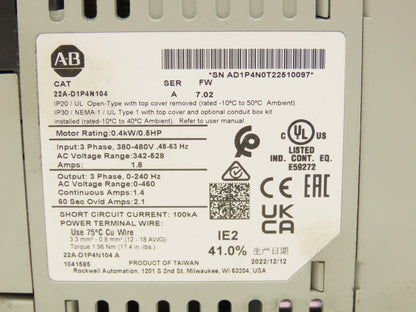 AB
*SN AD1P4N0T22510097*
CAT SER FW
22A-D1P4N104 A 7.02
IP20 / UL Open-Type with top cover removed (rated -10°C to 50°C Ambient).
IP30 / NEMA-1 / UL Type 1 with top cover and optional conduit box kit
installed (rated-10°C to 40°C Ambient). Refer to user manual
Motor Rating:0.4kW/0.5HP
Input:3 Phase, 380-480V ,48-63 Hz
AC Voltage Range:342-528
Amps: 1.8
Output: 3 Phase, 0-240 Hz
AC Voltage Range:0-460
Continuous Amps:1.4
60 Sec Ovld Amps:2.1
SHORT CIRCUIT CURRENT: 100kA
POWER TERMINAL WIRE:
Use 75°C Cu Wire
3.3 mm² - 0.8 mm² (12 - 18 AWG)
Torque 1.96 Nm (17.4 in.-lbs.)
22A-D1P4N104 A
1041585
C UL US
LISTED
IND. CONT. EQ.
E59272
CE EAC
UK
CA
IE2
41.0%
生产日期
2022/12/12
PRODUCT OF TAIWAN
Rockwell Automation, 1201 S 2nd St, Milwaukee, WI 53204, USA